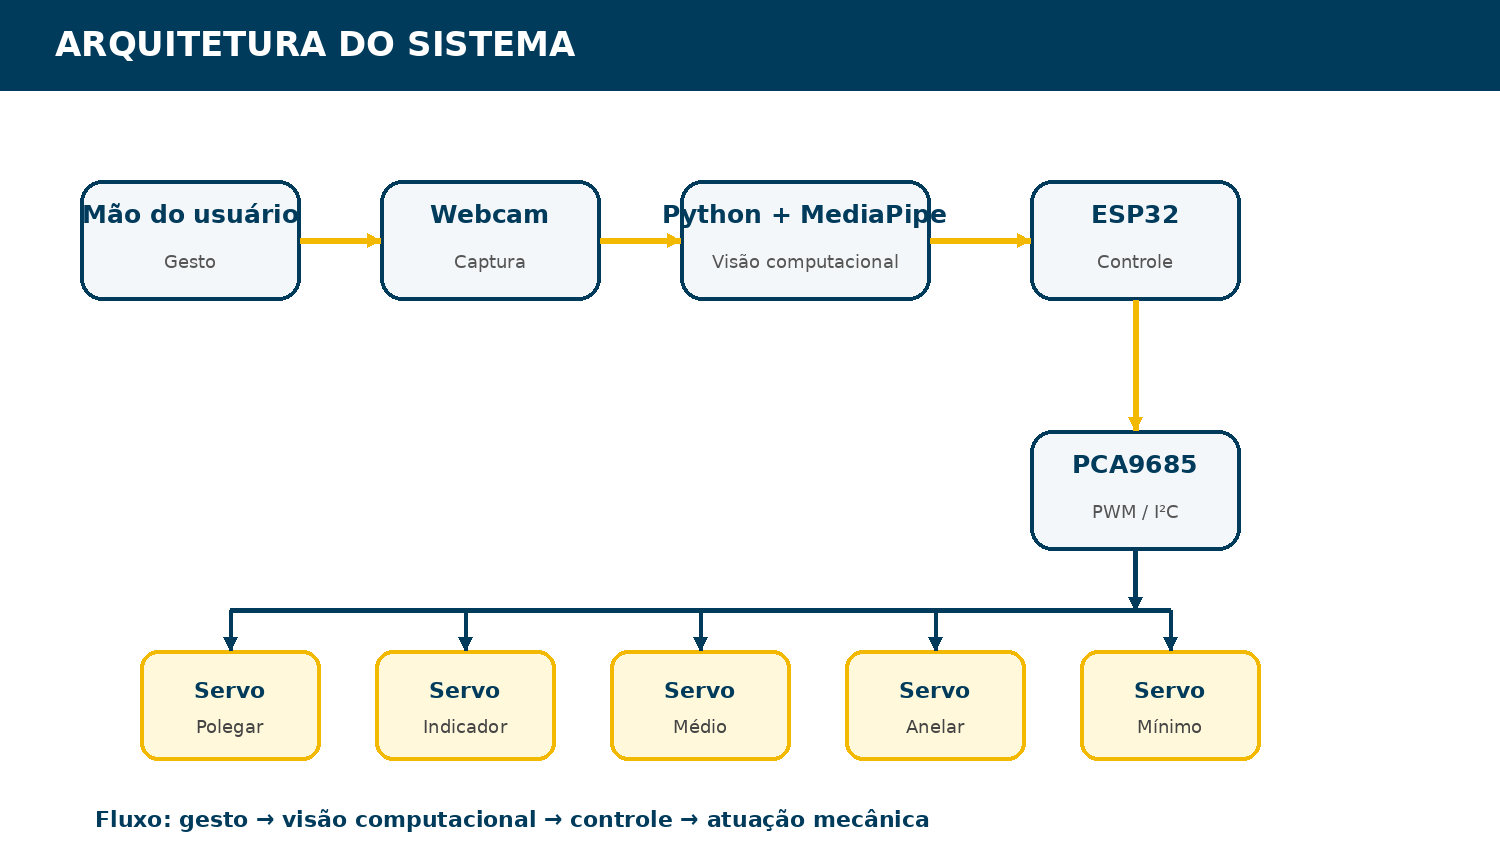 ARQUITETURA DO SISTEMA
Mão do usuário
Gesto
Webcam
Captura
Python + MediaPipe
Visão computacional
ESP32
Controle
PCA9685
PWM / I²C
Servo
Polegar
Servo
Indicador
Servo
Médio
Servo
Anelar
Servo
Mínimo
Fluxo: gesto → visão computacional → controle → atuação mecânica